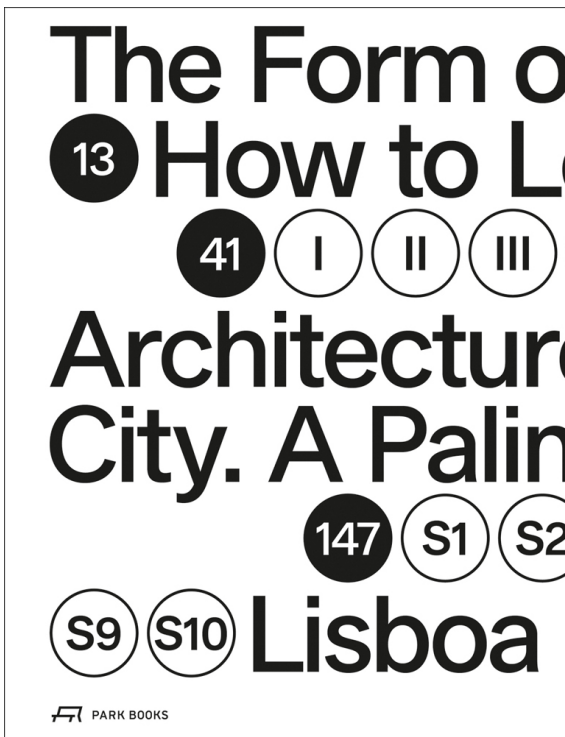 The Form o
13 How to L
41 I II III
Architectur
City. A Palin
147 S1 S2
S9 S10 Lisboa
PARK BOOKS